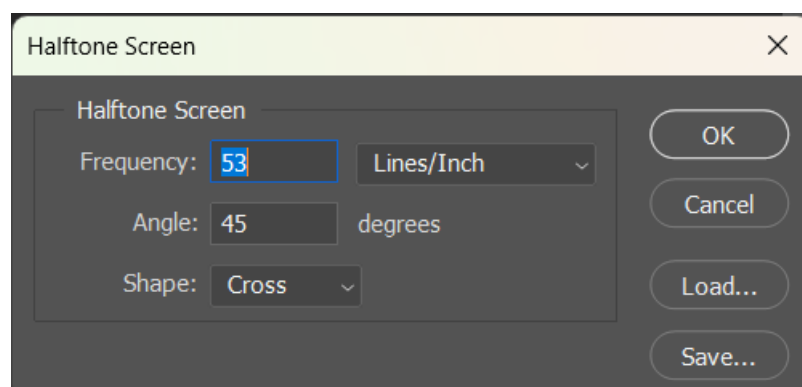 Halftone Screen
Halftone Screen
Frequency: 53 Lines/Inch
Angle: 45 degrees
Shape: Cross
OK
Cancel
Load...
Save...